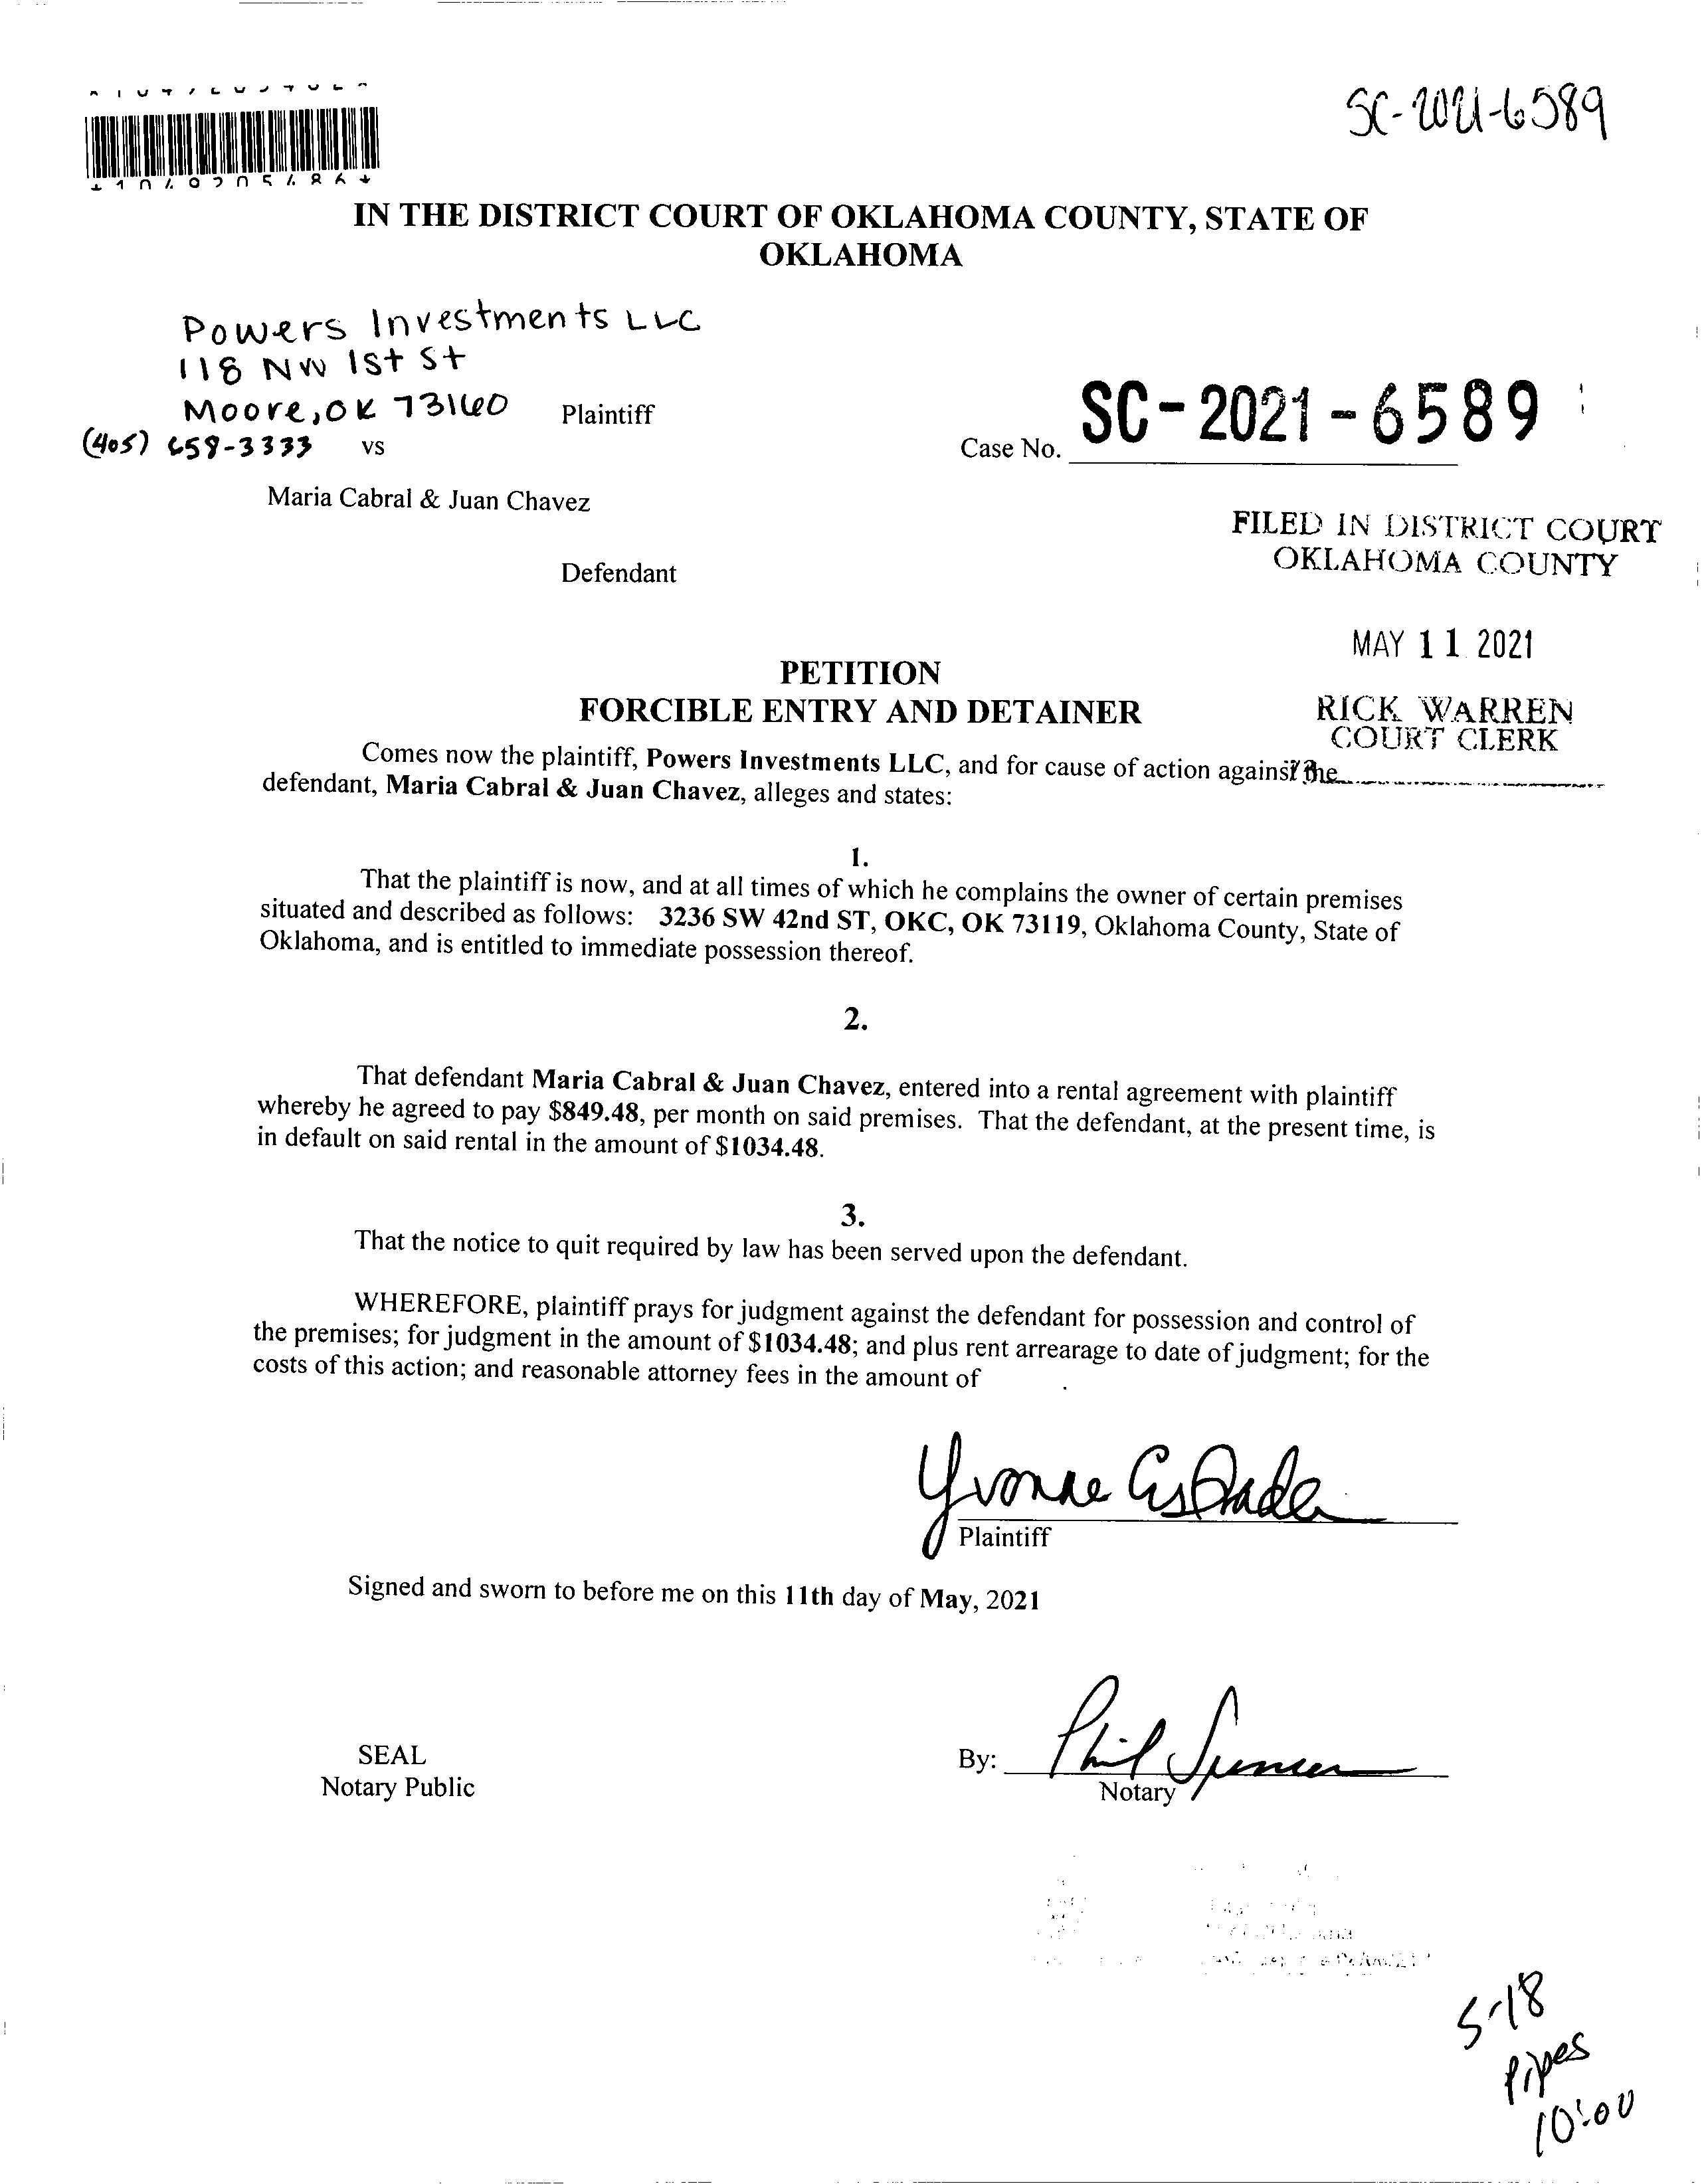 SC-2021-6589
IN THE DISTRICT COURT OF OKLAHOMA COUNTY, STATE OF
OKLAHOMA
Powers Investments LLC
118 NW 1st St
Moore, OK 73160 Plaintiff
(405) 658-3333 vs
Case No. SC-2021-6589
Maria Cabral & Juan Chavez
FILED IN DISTRICT COURT
OKLAHOMA COUNTY
Defendant
MAY 11 2021
PETITION
FORCIBLE ENTRY AND DETAINER
RICK WARREN
COURT CLERK
Comes now the plaintiff, Powers Investments LLC, and for cause of action against the
defendant, Maria Cabral & Juan Chavez, alleges and states:
1.
That the plaintiff is now, and at all times of which he complains the owner of certain premises
situated and described as follows: 3236 SW 42nd ST, OKC, OK 73119, Oklahoma County, State of
Oklahoma, and is entitled to immediate possession thereof.
2.
That defendant Maria Cabral & Juan Chavez, entered into a rental agreement with plaintiff
whereby he agreed to pay $849.48, per month on said premises. That the defendant, at the present time, is
in default on said rental in the amount of $1034.48.
3.
That the notice to quit required by law has been served upon the defendant.
WHEREFORE, plaintiff prays for judgment against the defendant for possession and control of
the premises; for judgment in the amount of $1034.48; and plus rent arrearage to date of judgment; for the
costs of this action; and reasonable attorney fees in the amount of .
Yvonne Estrada
Plaintiff
Signed and sworn to before me on this 11th day of May, 2021
SEAL
Notary Public
By: Phil Spencer
Notary
5-18
Pipes
10:00